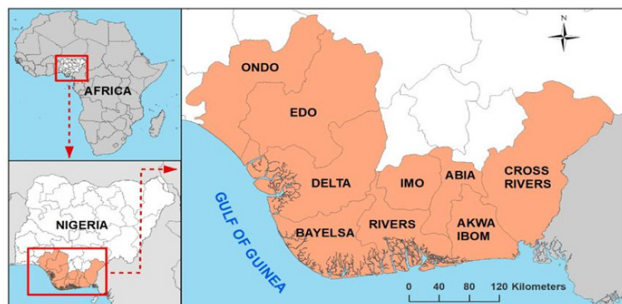 AFRICA
NIGERIA
N
ONDO
EDO
DELTA
IMO
ABIA
CROSS
RIVERS
BAYELSA
RIVERS
AKWA
IBOM
GULF OF GUINEA
0 40 80 120 Kilometers